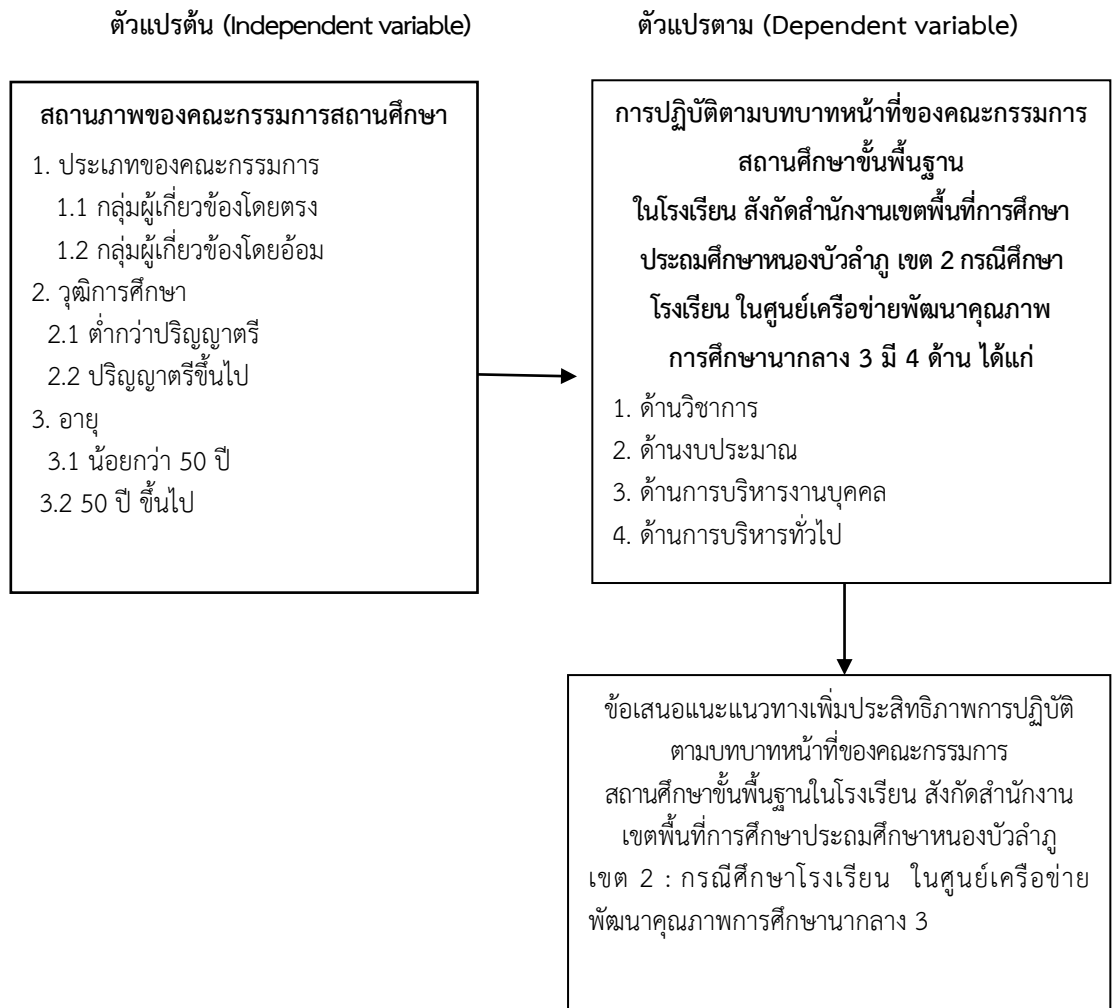 ตัวแปรต้น (Independent variable)
ตัวแปรตาม (Dependent variable)
สถานภาพของคณะกรรมการสถานศึกษา
1. ประเภทของคณะกรรมการ
1.1 กลุ่มผู้เกี่ยวข้องโดยตรง
1.2 กลุ่มผู้เกี่ยวข้องโดยอ้อม
2. วุฒิการศึกษา
2.1 ต่ำกว่าปริญญาตรี
2.2 ปริญญาตรีขึ้นไป
3. อายุ
3.1 น้อยกว่า 50 ปี
3.2 50 ปี ขึ้นไป
การปฏิบัติตามบทบาทหน้าที่ของคณะกรรมการ
สถานศึกษาขั้นพื้นฐาน
ในโรงเรียน สังกัดสำนักงานเขตพื้นที่การศึกษา
ประถมศึกษาหนองบัวลำภู เขต 2 กรณีศึกษา
โรงเรียน ในศูนย์เครือข่ายพัฒนาคุณภาพ
การศึกษานากลาง 3 มี 4 ด้าน ได้แก่
1. ด้านวิชาการ
2. ด้านงบประมาณ
3. ด้านการบริหารงานบุคคล
4. ด้านการบริหารทั่วไป
ข้อเสนอแนะแนวทางเพิ่มประสิทธิภาพการปฏิบัติ
ตามบทบาทหน้าที่ของคณะกรรมการ
สถานศึกษาขั้นพื้นฐานในโรงเรียน สังกัดสำนักงาน
เขตพื้นที่การศึกษาประถมศึกษาหนองบัวลำภู
เขต 2 : กรณีศึกษาโรงเรียน ในศูนย์เครือข่าย
พัฒนาคุณภาพการศึกษานากลาง 3